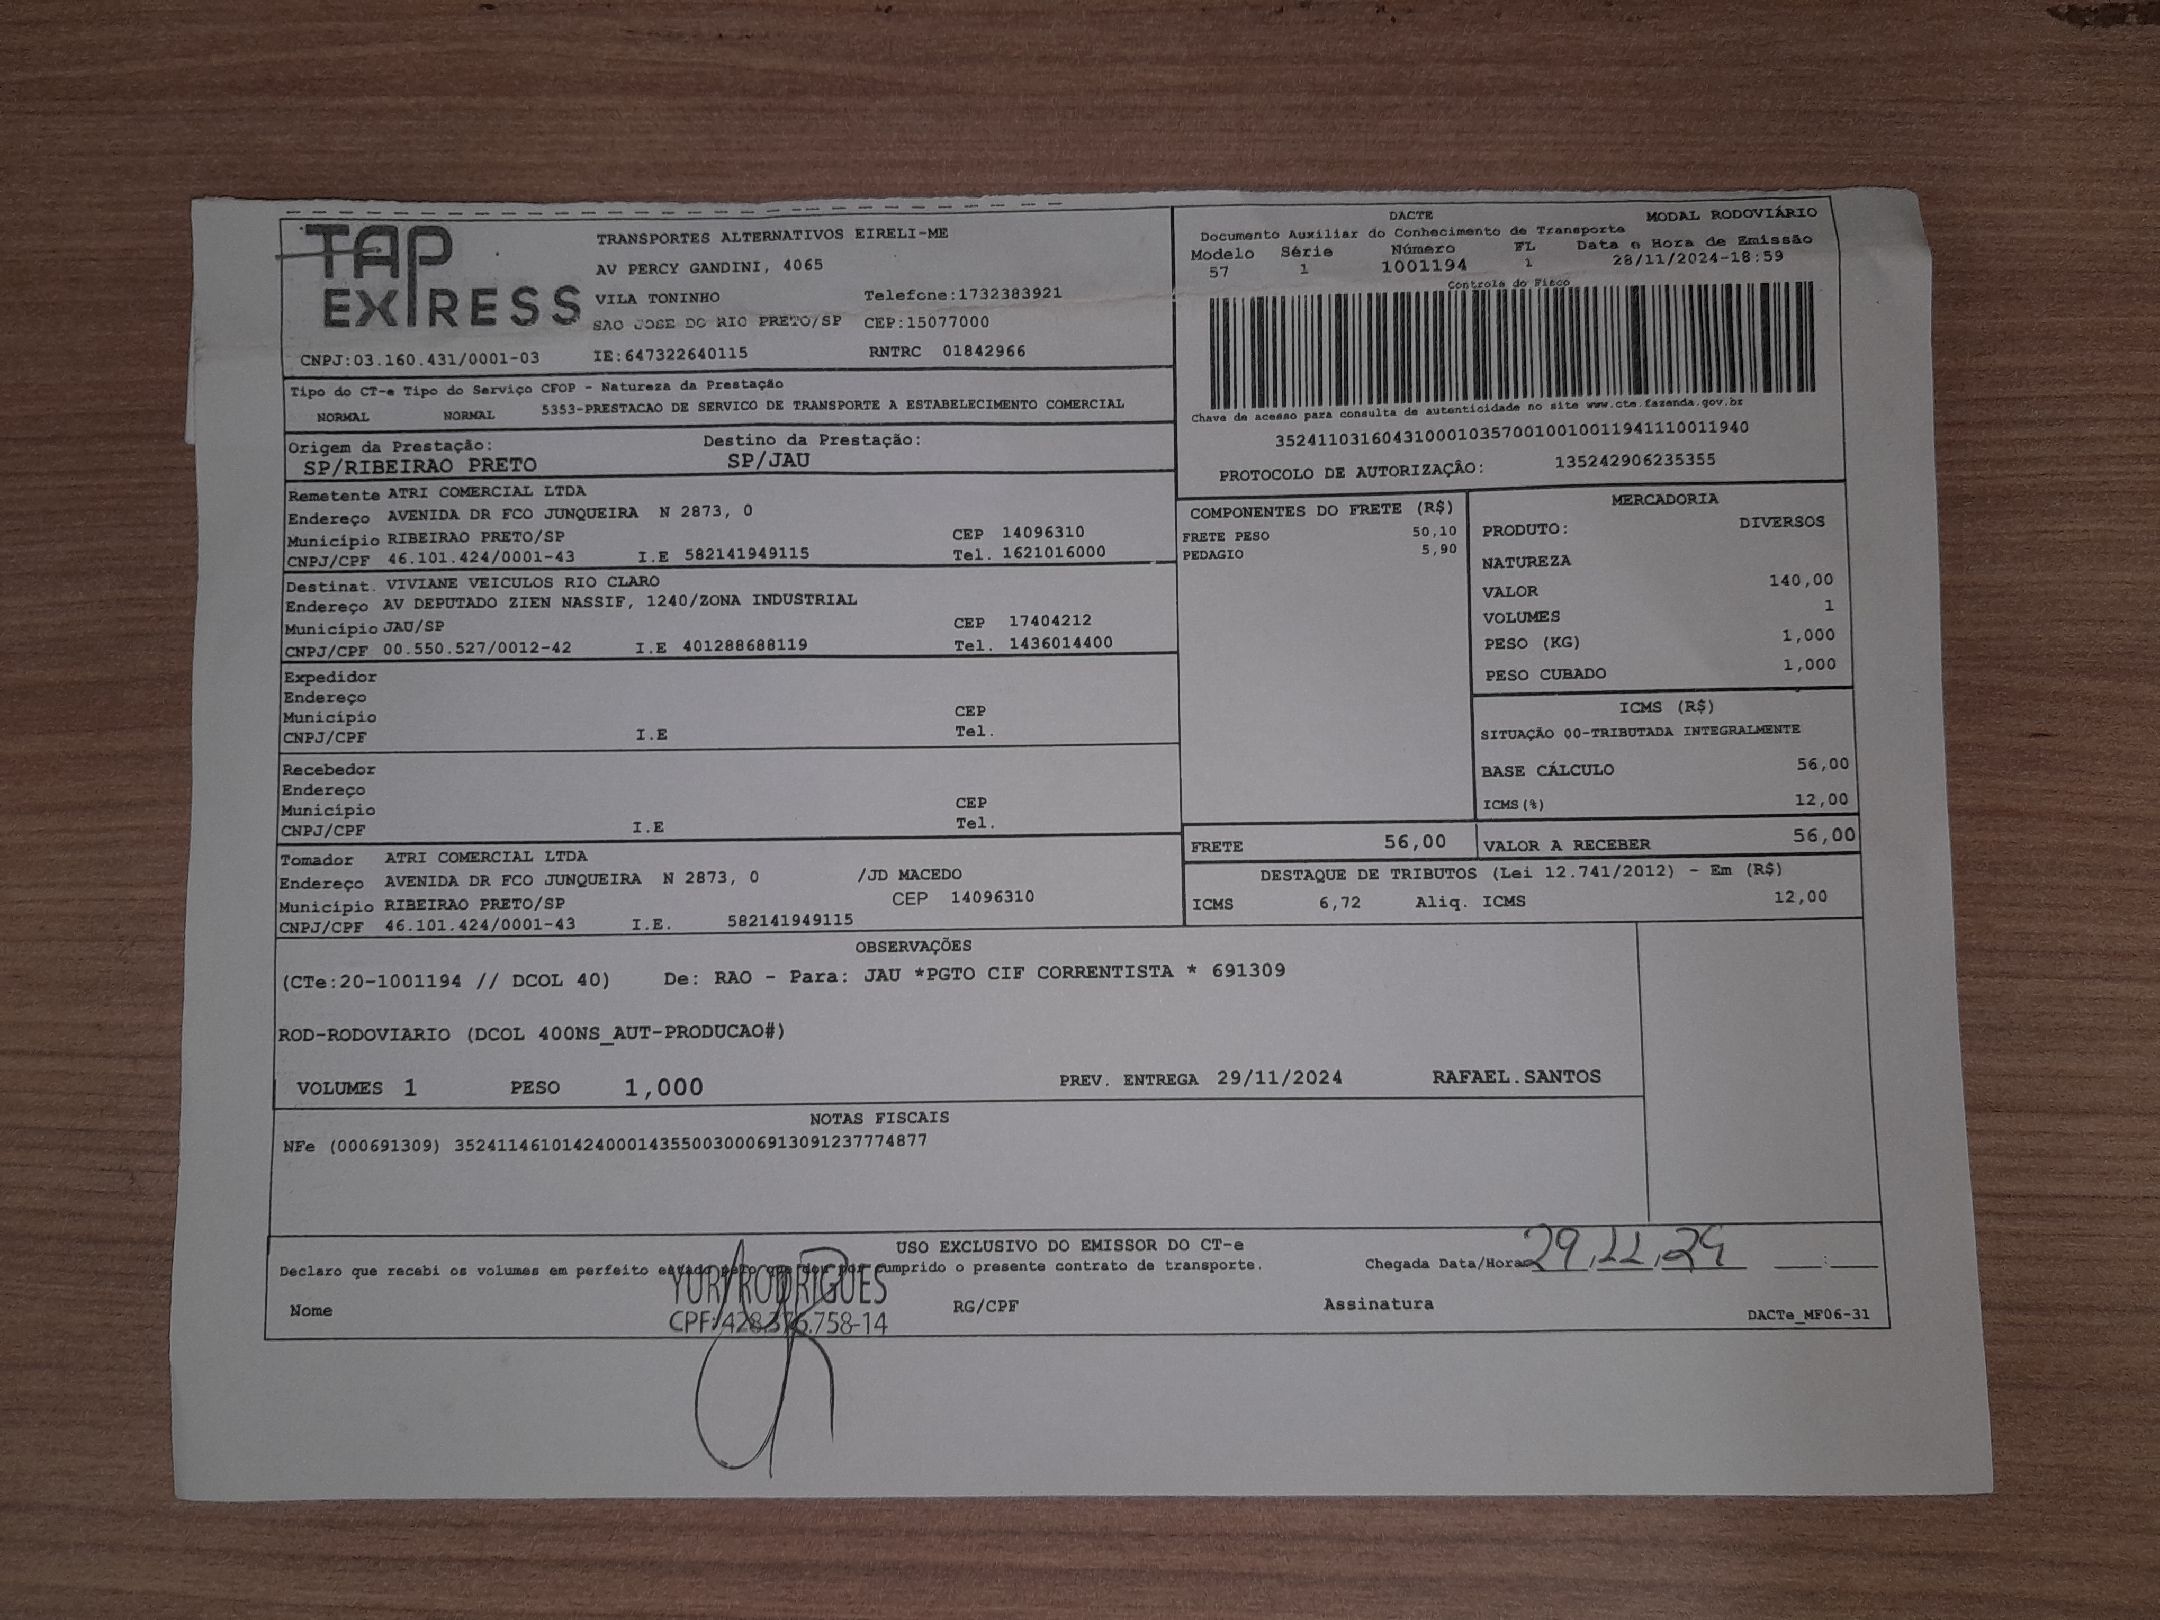 TAP EXPRESS
TRANSPORTES ALTERNATIVOS EIRELI-ME
AV PERCY GANDINI, 4065
VILA TONINHO Telefone:1732383921
SAO JOSE DO RIO PRETO/SP CEP:15077000
CNPJ:03.160.431/0001-03 IE:647322640115 RNTRC 01842966
DACTE MODAL RODOVIÁRIO
Documento Auxiliar do Conhecimento de Transporte
Modelo Série Número FL Data e Hora de Emissão
57 1 1001194 1 28/11/2024-18:59
Controle do Fisco
Chave de acesso para consulta de autenticidade no site www.cte.fazenda.gov.br
35241103160431000103570010010011941110011940
PROTOCOLO DE AUTORIZAÇÃO: 135242906235355
Tipo do CT-e Tipo do Serviço CFOP - Natureza da Prestação
NORMAL NORMAL 5353-PRESTACAO DE SERVICO DE TRANSPORTE A ESTABELECIMENTO COMERCIAL
Origem da Prestação: Destino da Prestação:
SP/RIBEIRAO PRETO SP/JAU
Remetente ATRI COMERCIAL LTDA
Endereço AVENIDA DR FCO JUNQUEIRA N 2873, 0
Município RIBEIRAO PRETO/SP CEP 14096310
CNPJ/CPF 46.101.424/0001-43 I.E 582141949115 Tel. 1621016000
Destinat. VIVIANE VEICULOS RIO CLARO
Endereço AV DEPUTADO ZIEN NASSIF, 1240/ZONA INDUSTRIAL
Município JAU/SP CEP 17404212
CNPJ/CPF 00.550.527/0012-42 I.E 401288688119 Tel. 1436014400
Expedidor
Endereço
Município CEP
CNPJ/CPF I.E Tel.
Recebedor
Endereço
Município CEP
CNPJ/CPF I.E Tel.
Tomador ATRI COMERCIAL LTDA
Endereço AVENIDA DR FCO JUNQUEIRA N 2873, 0 /JD MACEDO
Município RIBEIRAO PRETO/SP CEP 14096310
CNPJ/CPF 46.101.424/0001-43 I.E. 582141949115
COMPONENTES DO FRETE (R$)
FRETE PESO 50,10
PEDAGIO 5,90
MERCADORIA
PRODUTO: DIVERSOS
NATUREZA
VALOR 140,00
VOLUMES 1
PESO (KG) 1,000
PESO CUBADO 1,000
ICMS (R$)
SITUAÇÃO 00-TRIBUTADA INTEGRALMENTE
BASE CÁLCULO 56,00
ICMS(%) 12,00
FRETE 56,00 VALOR A RECEBER 56,00
DESTAQUE DE TRIBUTOS (Lei 12.741/2012) - Em (R$)
ICMS 6,72 Aliq. ICMS 12,00
OBSERVAÇÕES
(CTe:20-1001194 // DCOL 40) De: RAO - Para: JAU *PGTO CIF CORRENTISTA * 691309
ROD-RODOVIARIO (DCOL 400NS_AUT-PRODUCAO#)
VOLUMES 1 PESO 1,000 PREV. ENTREGA 29/11/2024 RAFAEL.SANTOS
NOTAS FISCAIS
NFe (000691309) 35241146101424000143550030006913091237774877
USO EXCLUSIVO DO EMISSOR DO CT-e
Declaro que recebi os volumes em perfeito estado pelo que dou por cumprido o presente contrato de transporte. Chegada Data/Hora 29,11,24 :
YURI RODRIGUES
CPF: 428.376.758-14
Nome RG/CPF Assinatura
DACTe_MF06-31